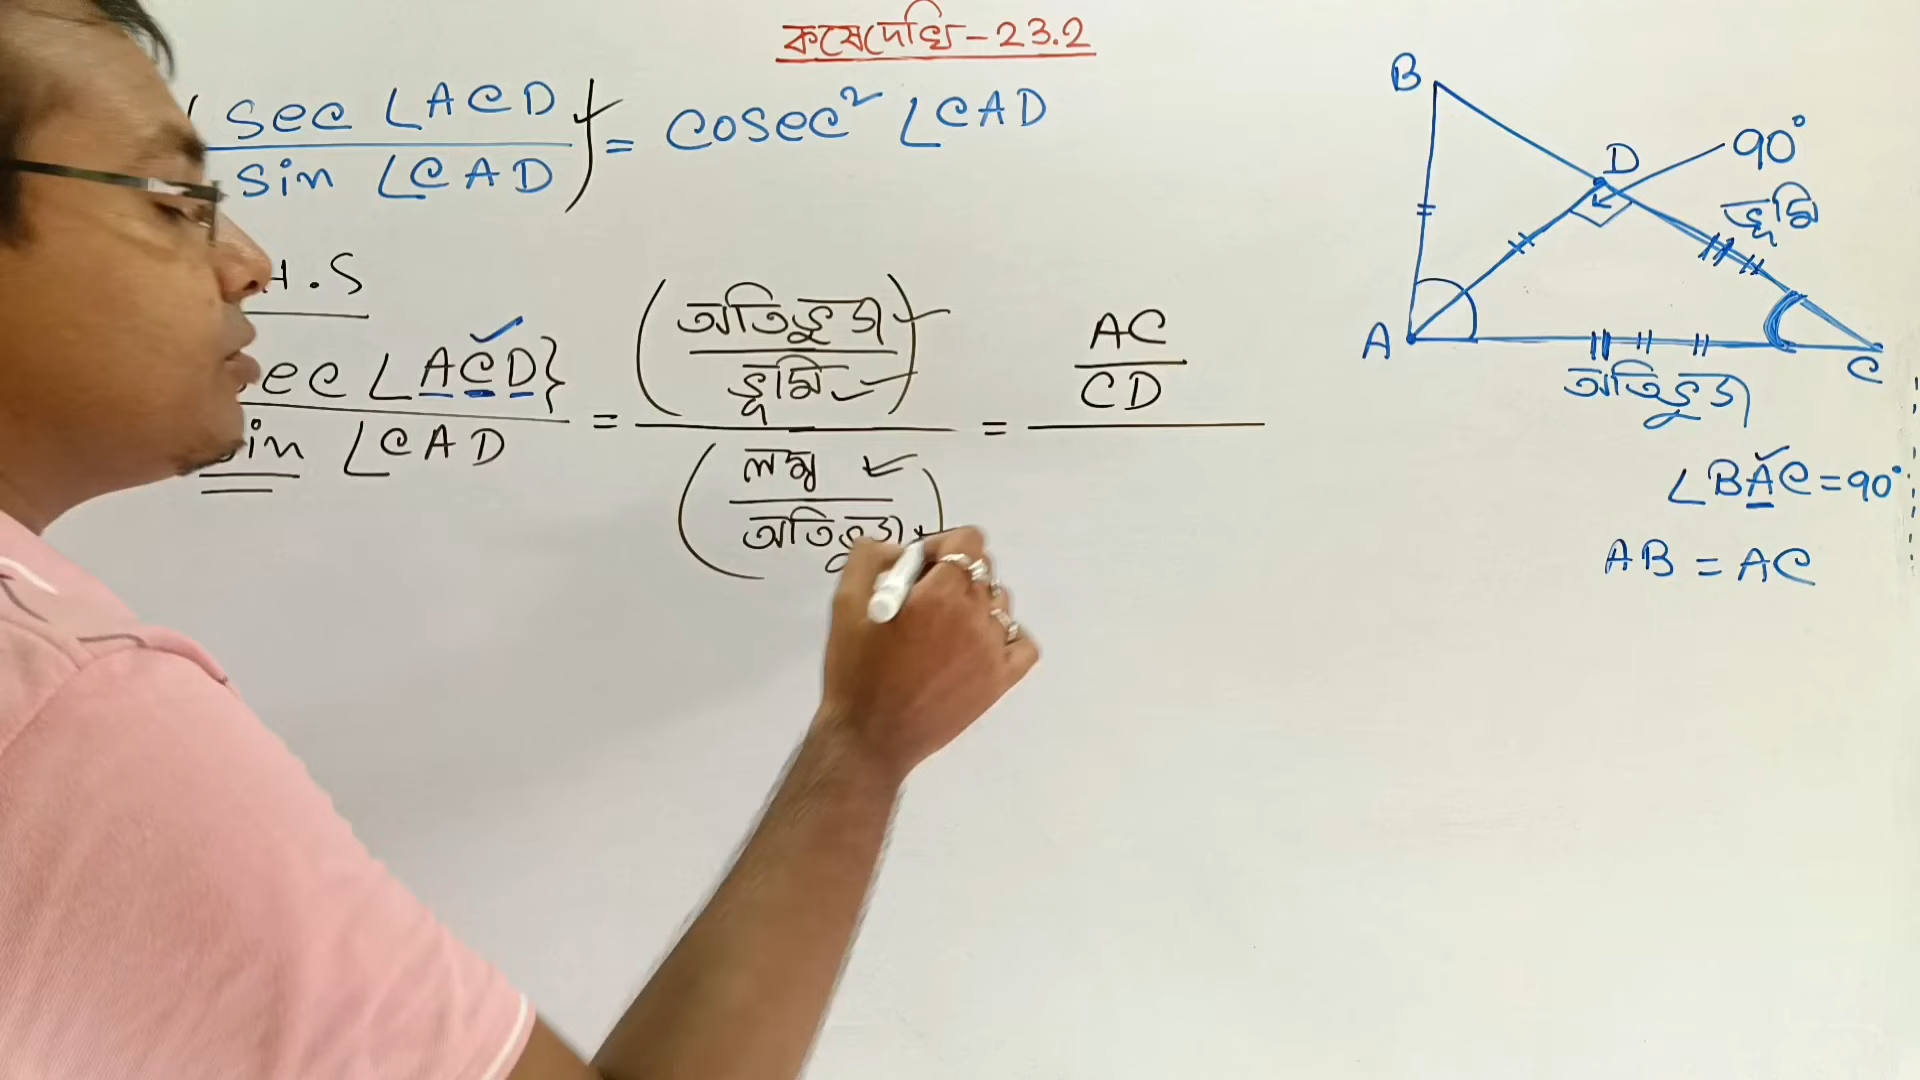 কষেদেখি - 23.2
sec ∠ACD
sin ∠CAD
= cosec² ∠CAD
H.S
sec ∠ACD}
sin ∠CAD
=
(অতিভুজ)
ভূমি
(লম্ব
অতিভুজ)
=
AC
CD
B
D
90°
ভূমি
A
C
অতিভুজ
∠BAC = 90°
AB = AC